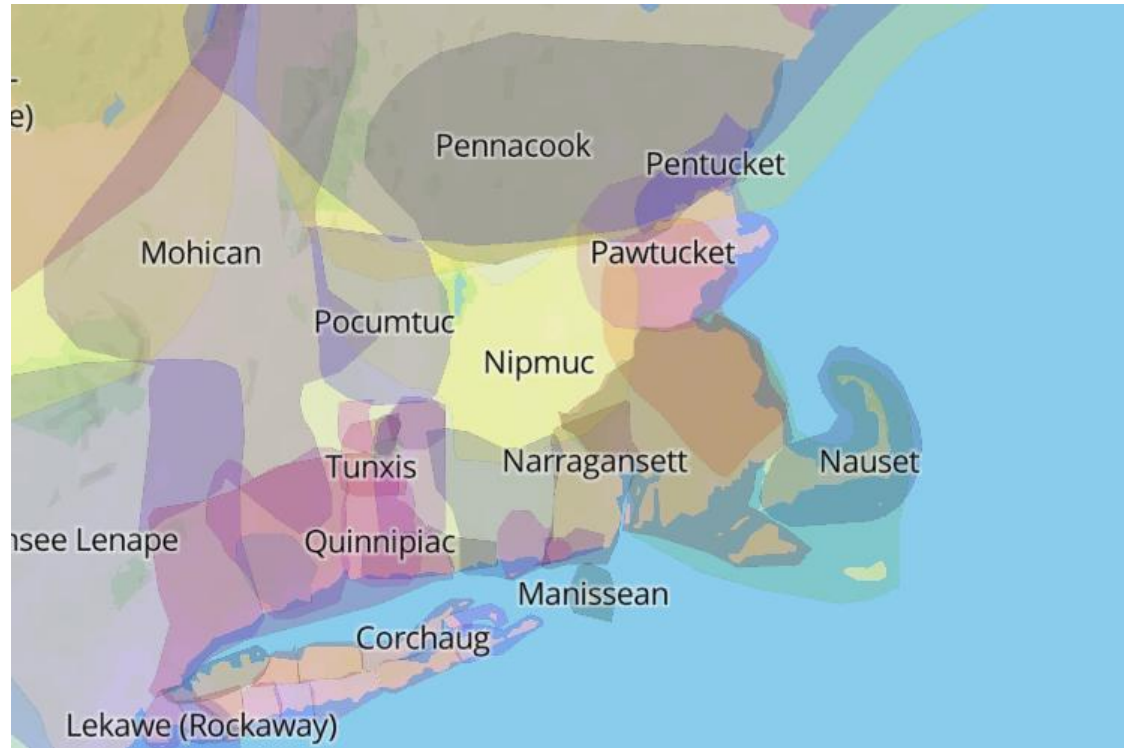 e)
Pennacook
Pentucket
Mohican
Pawtucket
Pocumtuc
Nipmuc
Tunxis
Narragansett
Nauset
nsee Lenape
Quinnipiac
Manissean
Corchaug
Lekawe (Rockaway)